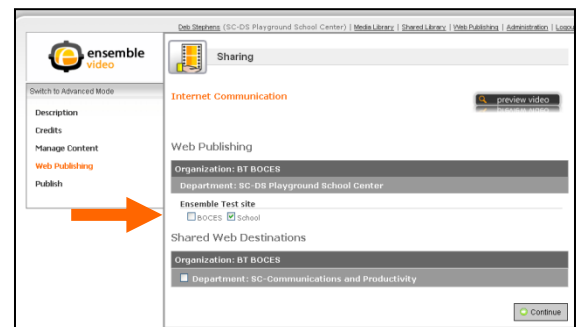 Deb Stephens (SC-DS Playground School Center) | Media Library | Shared Library | Web Publishing | Administration | Logou
ensemble
video
Sharing
Switch to Advanced Mode
Description
Credits
Manage Content
Web Publishing
Publish
Internet Communication
preview video
Web Publishing
Organization: BT BOCES
Department: SC-DS Playground School Center
Ensemble Test site
BOCES School
Shared Web Destinations
Organization: BT BOCES
Department: SC-Communications and Productivity
Continue